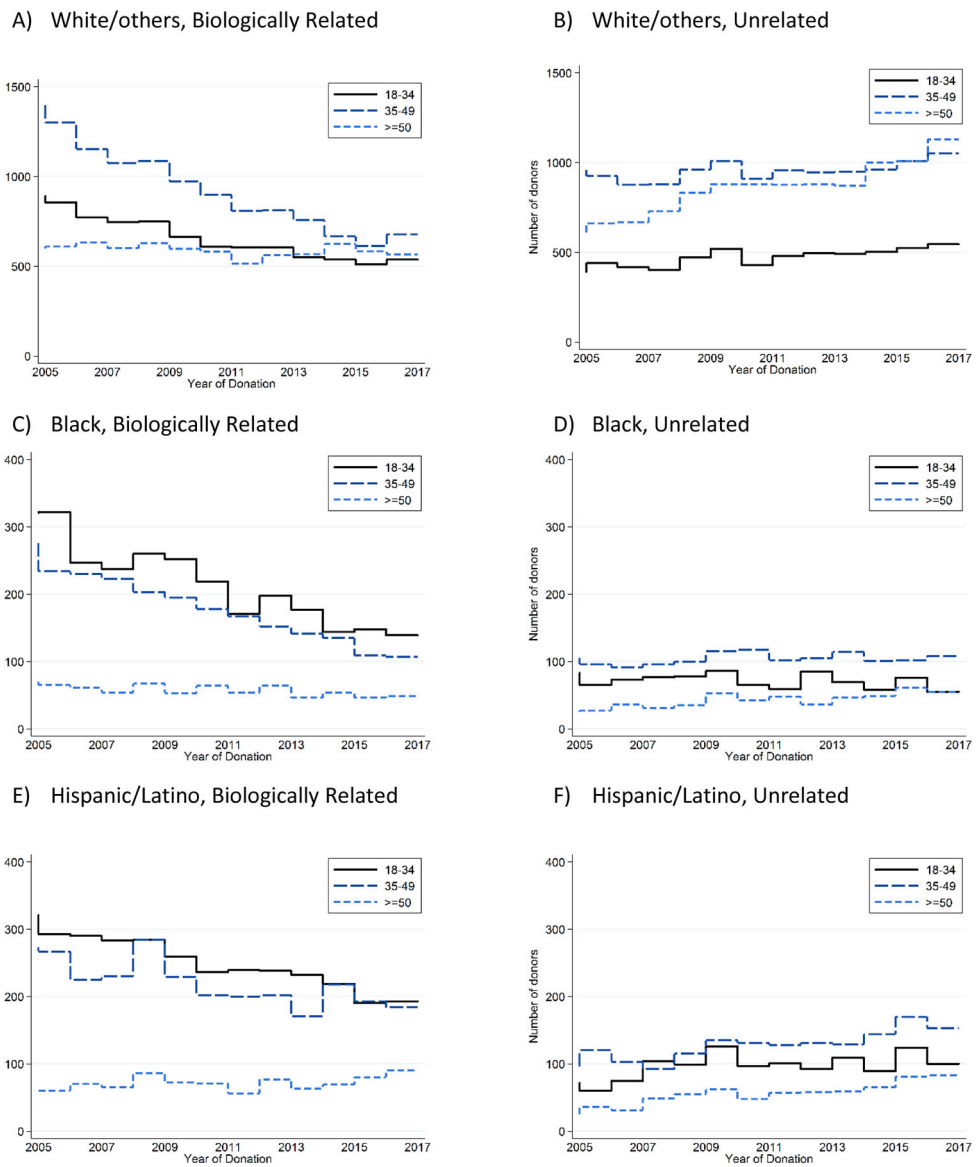 A) White/others, Biologically Related
1500
1000
500
0
18-34
35-49
>=50
2005 2007 2009 2011 2013 2015 2017
Year of Donation
B) White/others, Unrelated
Number of donors
1500
1000
500
0
18-34
35-49
>=50
2005 2007 2009 2011 2013 2015 2017
Year of Donation
C) Black, Biologically Related
400
300
200
100
0
18-34
35-49
>=50
2005 2007 2009 2011 2013 2015 2017
Year of Donation
D) Black, Unrelated
Number of donors
400
300
200
100
0
18-34
35-49
>=50
2005 2007 2009 2011 2013 2015 2017
Year of Donation
E) Hispanic/Latino, Biologically Related
400
300
200
100
0
18-34
35-49
>=50
2005 2007 2009 2011 2013 2015 2017
Year of Donation
F) Hispanic/Latino, Unrelated
Number of donors
400
300
200
100
0
18-34
35-49
>=50
2005 2007 2009 2011 2013 2015 2017
Year of Donation